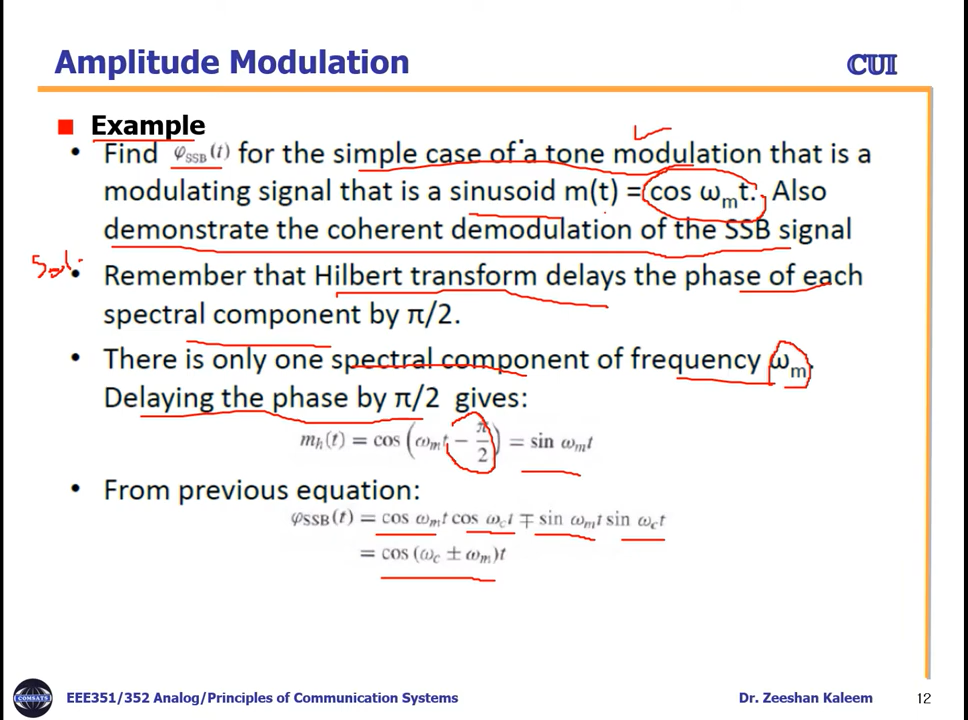 Amplitude Modulation
CUI
Example
Find φSSB(t) for the simple case of a tone modulation that is a
modulating signal that is a sinusoid m(t) = cos ωmt. Also
demonstrate the coherent demodulation of the SSB signal
Sol:
Remember that Hilbert transform delays the phase of each
spectral component by π/2.
There is only one spectral component of frequency ωm.
Delaying the phase by π/2 gives:
mh(t) = cos (ωmt − π/2) = sin ωmt
From previous equation:
φSSB(t) = cos ωmt cos ωct ∓ sin ωmt sin ωct
= cos (ωc ± ωm)t
COMSATS
EEE351/352 Analog/Principles of Communication Systems
Dr. Zeeshan Kaleem
12